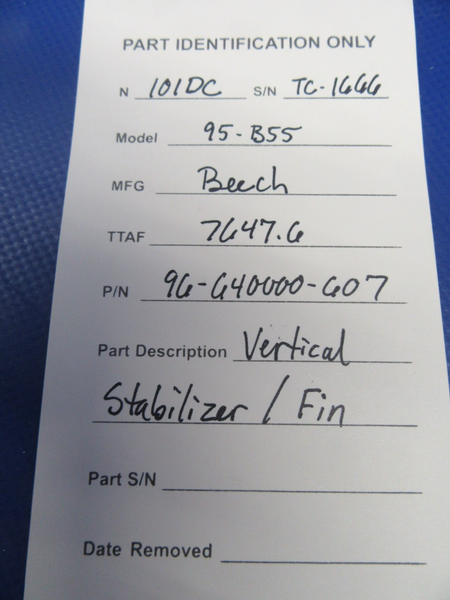 PART IDENTIFICATION ONLY
N 101DC S/N TC-1666
Model 95-B55
MFG Beech
TTAF 7647.6
P/N 96-640000-607
Part Description Vertical
Stabilizer / Fin
Part S/N
Date Removed